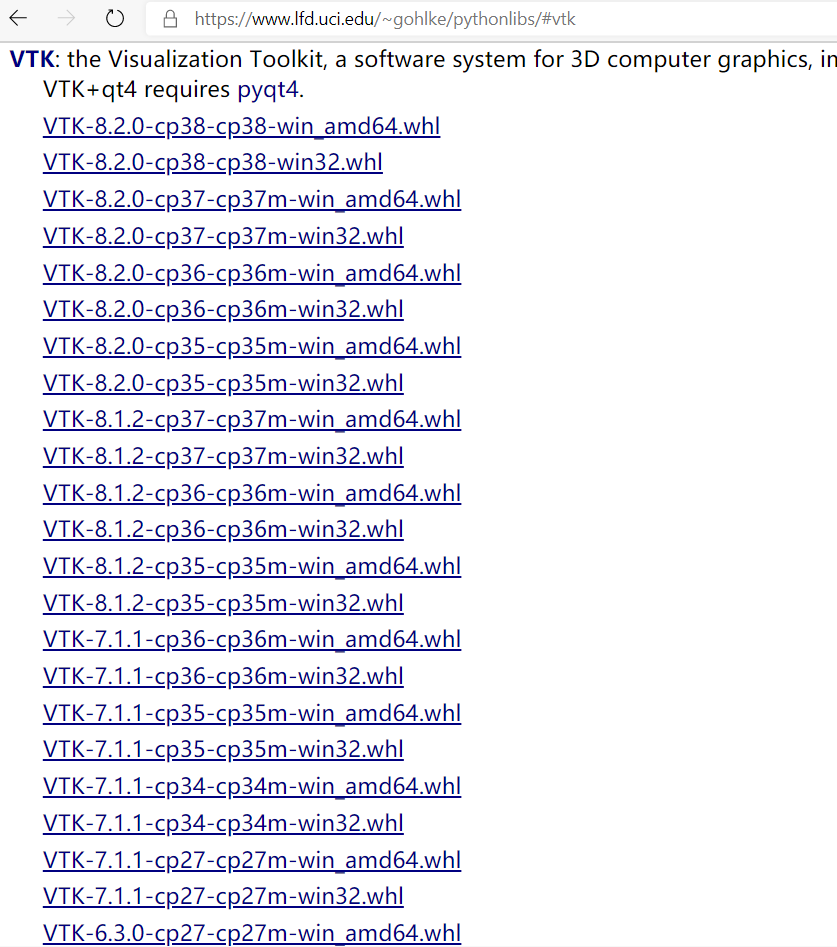 https://www.lfd.uci.edu/~gohlke/pythonlibs/#vtk
VTK: the Visualization Toolkit, a software system for 3D computer graphics,
VTK+qt4 requires pyqt4.
VTK-8.2.0-cp38-cp38-win_amd64.whl
VTK-8.2.0-cp38-cp38-win32.whl
VTK-8.2.0-cp37-cp37m-win_amd64.whl
VTK-8.2.0-cp37-cp37m-win32.whl
VTK-8.2.0-cp36-cp36m-win_amd64.whl
VTK-8.2.0-cp36-cp36m-win32.whl
VTK-8.2.0-cp35-cp35m-win_amd64.whl
VTK-8.2.0-cp35-cp35m-win32.whl
VTK-8.1.2-cp37-cp37m-win_amd64.whl
VTK-8.1.2-cp37-cp37m-win32.whl
VTK-8.1.2-cp36-cp36m-win_amd64.whl
VTK-8.1.2-cp36-cp36m-win32.whl
VTK-8.1.2-cp35-cp35m-win_amd64.whl
VTK-8.1.2-cp35-cp35m-win32.whl
VTK-7.1.1-cp36-cp36m-win_amd64.whl
VTK-7.1.1-cp36-cp36m-win32.whl
VTK-7.1.1-cp35-cp35m-win_amd64.whl
VTK-7.1.1-cp35-cp35m-win32.whl
VTK-7.1.1-cp34-cp34m-win_amd64.whl
VTK-7.1.1-cp34-cp34m-win32.whl
VTK-7.1.1-cp27-cp27m-win_amd64.whl
VTK-7.1.1-cp27-cp27m-win32.whl
VTK-6.3.0-cp27-cp27m-win_amd64.whl